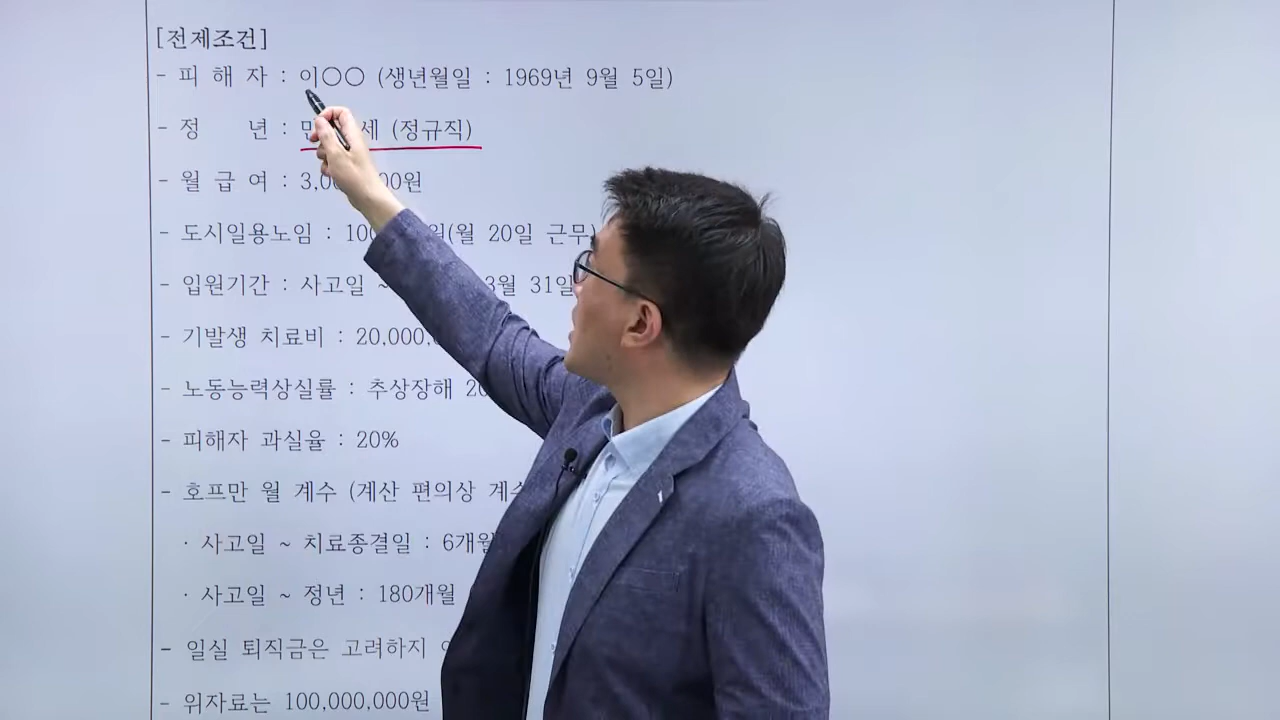 [전제조건]
- 피 해 자 : 이○○ (생년월일 : 1969년 9월 5일)
- 정 년 : 세 (정규직)
- 월 급 여 : 3,0 00원
- 도시일용노임 : 10 원(월 20일 근무)
- 입원기간 : 사고일 ~ 3월 31일
- 기발생 치료비 : 20,000,
- 노동능력상실률 : 추상장해 20
- 피해자 과실율 : 20%
- 호프만 월 계수 (계산 편의상 계수
· 사고일 ~ 치료종결일 : 6개월
· 사고일 ~ 정년 : 180개월
- 일실 퇴직금은 고려하지
- 위자료는 100,000,000원